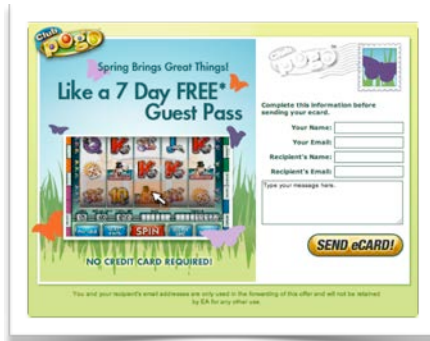 Club
pogo
Spring Brings Great Things!
Like a 7 Day FREE*
Guest Pass
SPIN
NO CREDIT CARD REQUIRED!
pogo
Complete this information before
sending your ecard.
Your Name:
Your Email:
Recipient's Name:
Recipient's Email:
Type your message here.
SEND eCARD!
You and your recipient's email addresses are only used in the forwarding of this offer and will not be retained
by EA for any other use.